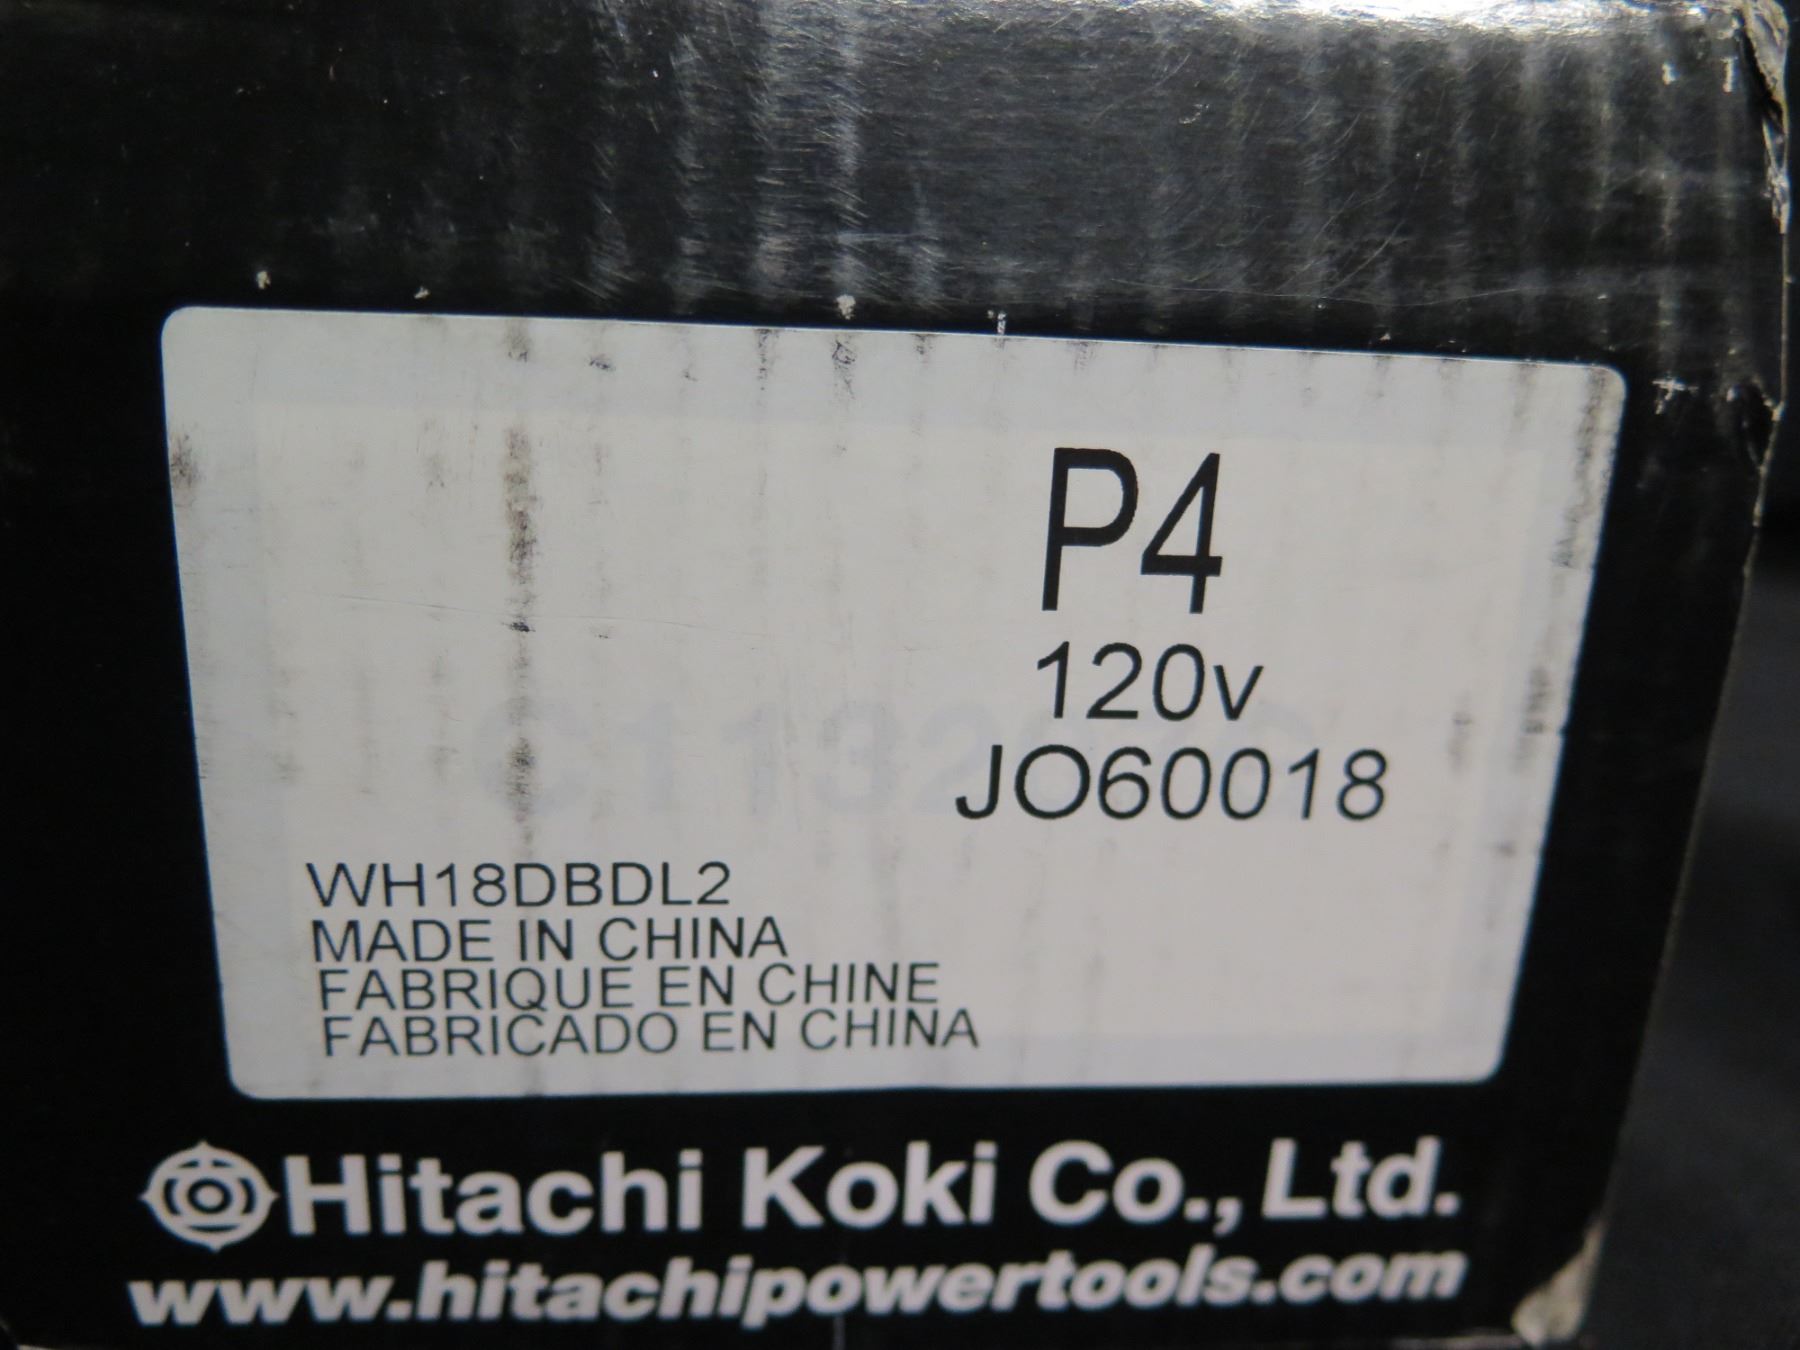 P4
120v
JO60018
WH18DBDL2
MADE IN CHINA
FABRIQUE EN CHINE
FABRICADO EN CHINA
Hitachi Koki Co., Ltd.
www.hitachipowertools.com